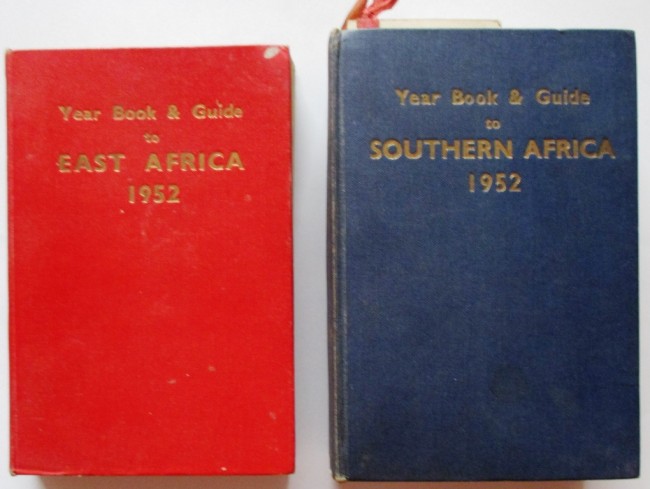 Year Book & Guide
to
EAST AFRICA
1952
Year Book & Guide
to
SOUTHERN AFRICA
1952